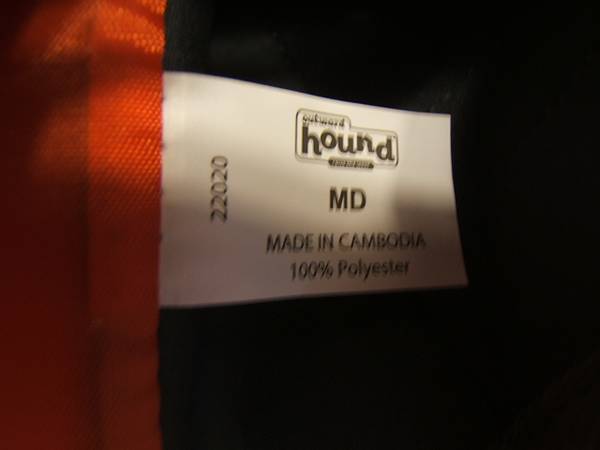 outward
hound
MD
MADE IN CAMBODIA
100% Polyester
22020